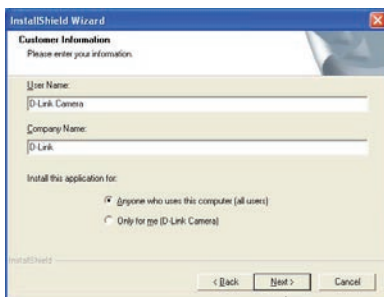 InstallShield Wizard
Customer Information
Please enter your information.
User Name:
D-Link Camera
Company Name:
D-Link
Install this application for:
Anyone who uses this computer (all users)
Only for me (D-Link Camera)
InstallShield
< Back Next > Cancel